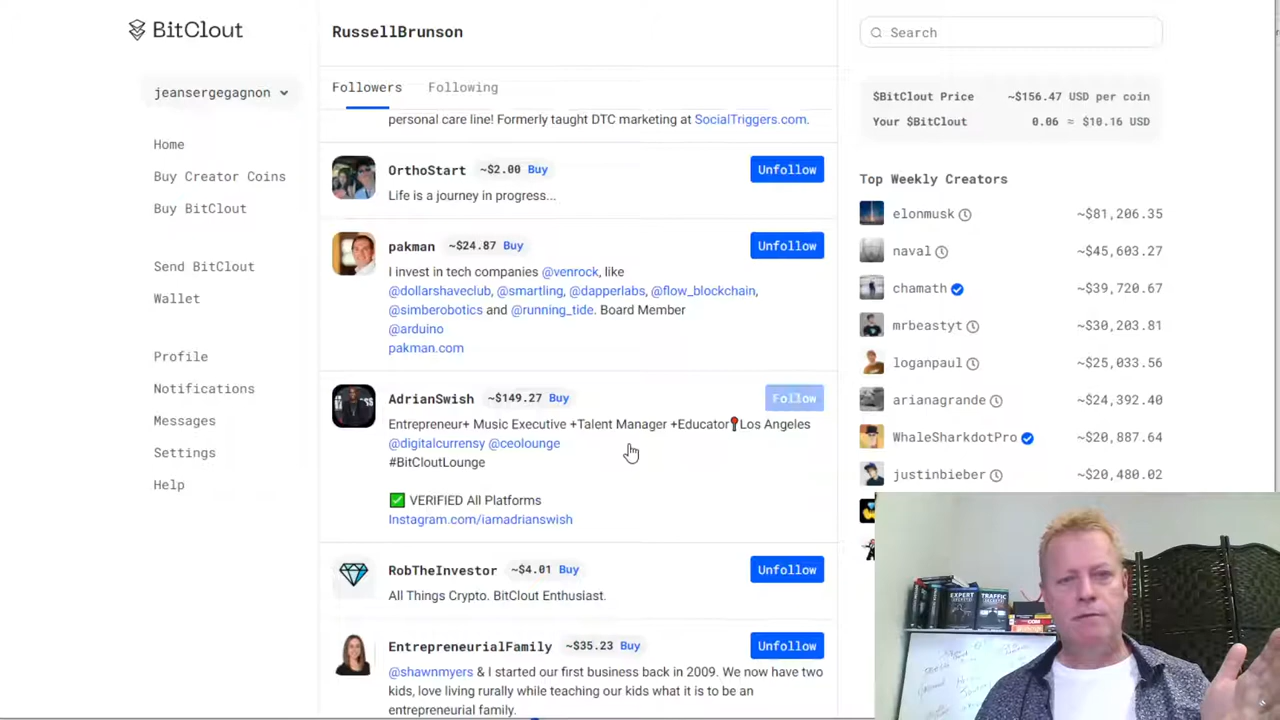 BitClout
jeansergegagnon
Home
Buy Creator Coins
Buy BitClout
Send BitClout
Wallet
Profile
Notifications
Messages
Settings
Help
RussellBrunson
Followers Following
personal care line! Formerly taught DTC marketing at SocialTriggers.com.
OrthoStart ~$2.00 Buy Unfollow
Life is a journey in progress...
pakman ~$24.87 Buy Unfollow
I invest in tech companies @venrock, like
@dollarshaveclub, @smartling, @dapperlabs, @flow_blockchain,
@simberobotics and @running_tide. Board Member
@arduino
pakman.com
AdrianSwish ~$149.27 Buy Follow
Entrepreneur+ Music Executive +Talent Manager +Educator📍Los Angeles
@digitalcurrensy @ceolounge
#BitCloutLounge
✅ VERIFIED All Platforms
Instagram.com/iamadrianswish
RobTheInvestor ~$4.01 Buy Unfollow
All Things Crypto. BitClout Enthusiast.
EntrepreneurialFamily ~$35.23 Buy Unfollow
@shawnmyers & I started our first business back in 2009. We now have two
kids, love living rurally while teaching our kids what it is to be an
entrepreneurial family.
Search
$BitClout Price ~$156.47 USD per coin
Your $BitClout 0.06 ≈ $10.16 USD
Top Weekly Creators
elonmusk ~$81,206.35
naval ~$45,603.27
chamath ~$39,720.67
mrbeastyt ~$30,203.81
loganpaul ~$25,033.56
arianagrande ~$24,392.40
WhaleSharkdotPro ~$20,887.64
justinbieber ~$20,480.02
EXPERT
SECRETS
TRAFFIC
SECRETS